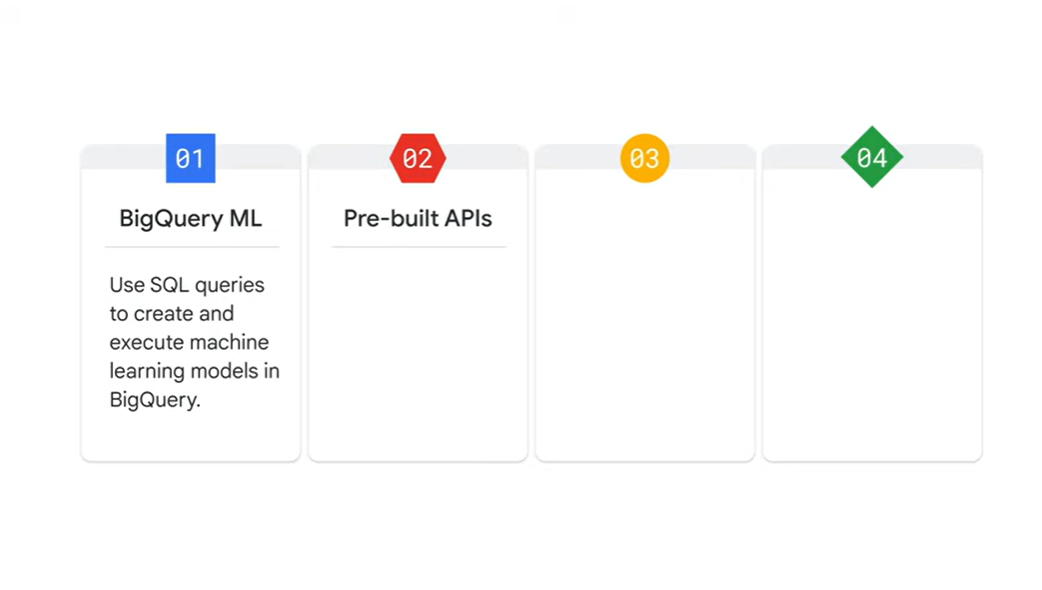 01
BigQuery ML
Use SQL queries
to create and
execute machine
learning models in
BigQuery.
02
Pre-built APIs
03
04